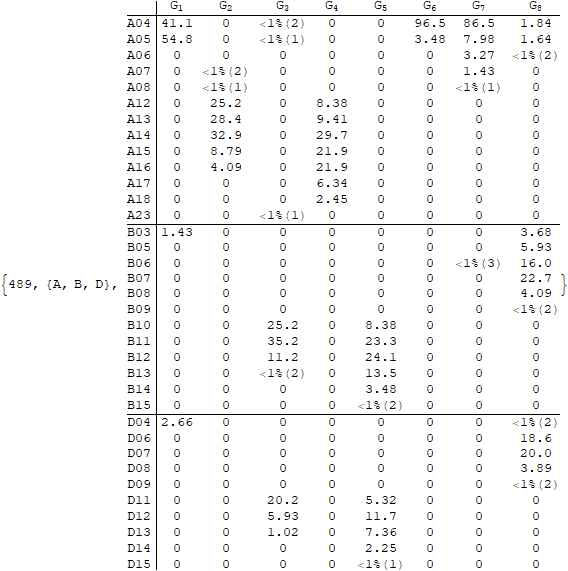 G1 G2 G3 G4 G5 G6 G7 G8
A04 41.1 0 <1%(2) 0 0 96.5 86.5 1.84
A05 54.8 0 <1%(1) 0 0 3.48 7.98 1.64
A06 0 0 0 0 0 0 3.27 <1%(2)
A07 0 <1%(2) 0 0 0 0 1.43 0
A08 0 <1%(1) 0 0 0 0 <1%(1) 0
A12 0 25.2 0 8.38 0 0 0 0
A13 0 28.4 0 9.41 0 0 0 0
A14 0 32.9 0 29.7 0 0 0 0
A15 0 8.79 0 21.9 0 0 0 0
A16 0 4.09 0 21.9 0 0 0 0
A17 0 0 0 6.34 0 0 0 0
A18 0 0 0 2.45 0 0 0 0
A23 0 0 <1%(1) 0 0 0 0 0
B03 1.43 0 0 0 0 0 0 3.68
B05 0 0 0 0 0 0 0 5.93
B06 0 0 0 0 0 0 <1%(3) 16.0
{489, {A, B, D}, B07 0 0 0 0 0 0 0 22.7 }
B08 0 0 0 0 0 0 0 4.09
B09 0 0 0 0 0 0 0 <1%(2)
B10 0 0 25.2 0 8.38 0 0 0
B11 0 0 35.2 0 23.3 0 0 0
B12 0 0 11.2 0 24.1 0 0 0
B13 0 0 <1%(2) 0 13.5 0 0 0
B14 0 0 0 0 3.48 0 0 0
B15 0 0 0 0 <1%(2) 0 0 0
D04 2.66 0 0 0 0 0 0 <1%(2)
D06 0 0 0 0 0 0 0 18.6
D07 0 0 0 0 0 0 0 20.0
D08 0 0 0 0 0 0 0 3.89
D09 0 0 0 0 0 0 0 <1%(2)
D11 0 0 20.2 0 5.32 0 0 0
D12 0 0 5.93 0 11.7 0 0 0
D13 0 0 1.02 0 7.36 0 0 0
D14 0 0 0 0 2.25 0 0 0
D15 0 0 0 0 <1%(1) 0 0 0